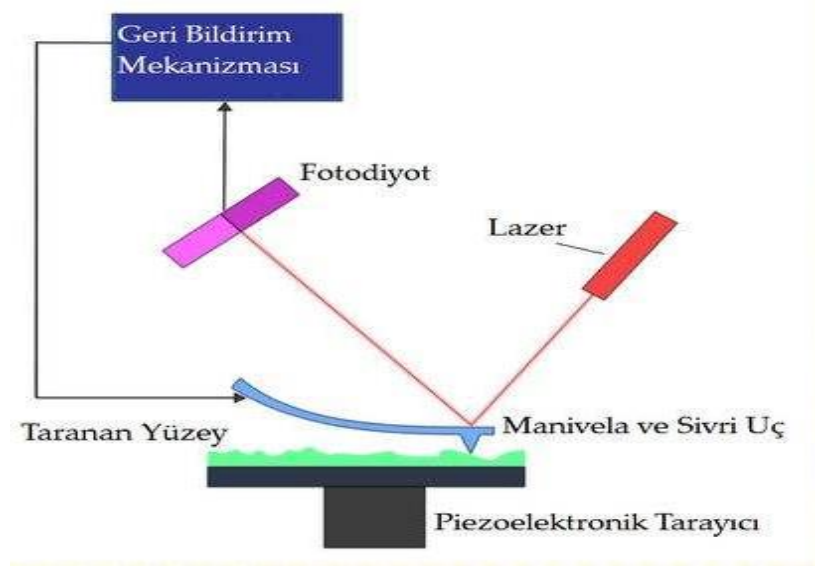 Geri Bildirim
Mekanizması
Fotodiyot
Lazer
Manivela ve Sivri Uç
Taranan Yüzey
Piezoelektronik Tarayıcı